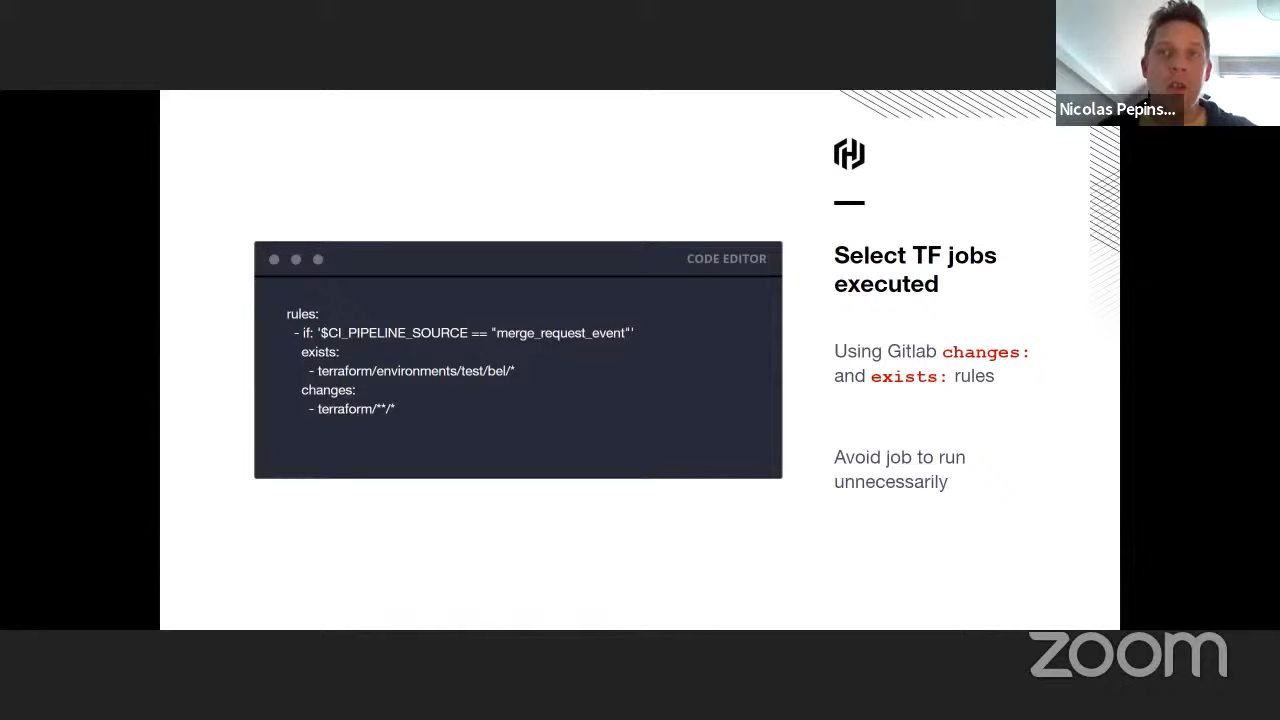 Nicolas Pepins...
CODE EDITOR
rules:
- if: '$CI_PIPELINE_SOURCE == "merge_request_event"'
exists:
- terraform/environments/test/bel/*
changes:
- terraform/**/*
Select TF jobs
executed
Using Gitlab changes:
and exists: rules
Avoid job to run
unnecessarily
zoom